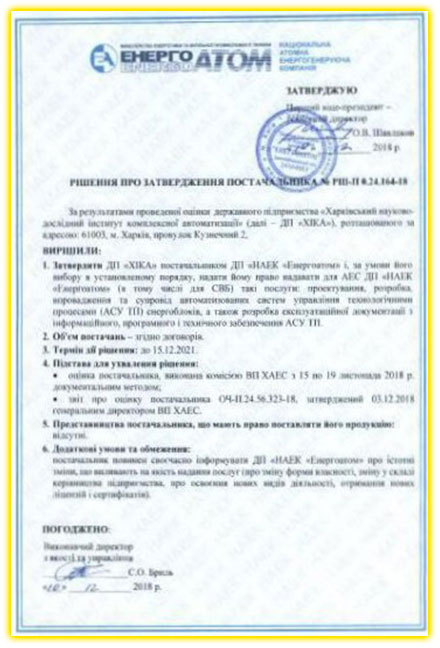 МІНІСТЕРСТВО ЕНЕРГЕТИКИ ТА ВУГІЛЬНОЇ ПРОМИСЛОВОСТІ УКРАЇНИ
ЕНЕРГОАТОМ
НАЦІОНАЛЬНА
АТОМНА
ЕНЕРГОГЕНЕРУЮЧА
КОМПАНІЯ
ЗАТВЕРДЖУЮ
Перший віце-президент –
технічний директор
О.В. Шавлаков
12 2018 р.
РІШЕННЯ ПРО ЗАТВЕРДЖЕННЯ ПОСТАЧАЛЬНИКА № РШ-П 0.24.164-18
За результатами проведеної оцінки державного підприємства «Харківський науково-
дослідний інститут комплексної автоматизації» (далі – ДП «ХІКА»), розташованого за
адресою: 61003, м. Харків, провулок Кузнечний 2,
ВИРІШИЛИ:
1. Затвердити ДП «ХІКА» постачальником ДП «НАЕК «Енергоатом» і, за умови його
вибору в установленому порядку, надати йому право надавати для АЕС ДП «НАЕК
«Енергоатом» (в тому числі для СВБ) такі послуги: проектування, розробка,
впровадження та супровід автоматизованих систем управління технологічними
процесами (АСУ ТП) енергоблоків, а також розробка експлуатаційної документації з
інформаційного, програмного і технічного забезпечення АСУ ТП.
2. Об'єм постачань – згідно договорів.
3. Термін дії рішення: до 15.12.2021.
4. Підстава для ухвалення рішення:
• оцінка постачальника, виконана комісією ВП ХАЕС з 15 по 19 листопада 2018 р.
документальним методом;
• звіт про оцінку постачальника ОЧ-П.24.56.323-18, затверджений 03.12.2018
генеральним директором ВП ХАЕС.
5. Представництва постачальника, що мають право поставляти його продукцію:
відсутні.
6. Додаткові умови та обмеження:
постачальник повинен своєчасно інформувати ДП «НАЕК «Енергоатом» про істотні
зміни, що впливають на якість надання послуг (про зміну форми власності, зміну у складі
керівництва підприємства, про освоєння нових видів діяльності, отримання нових
ліцензій і сертифікатів).
ПОГОДЖЕНО:
Виконавчий директор
з якості та управління
С.О. Бриль
12 2018 р.